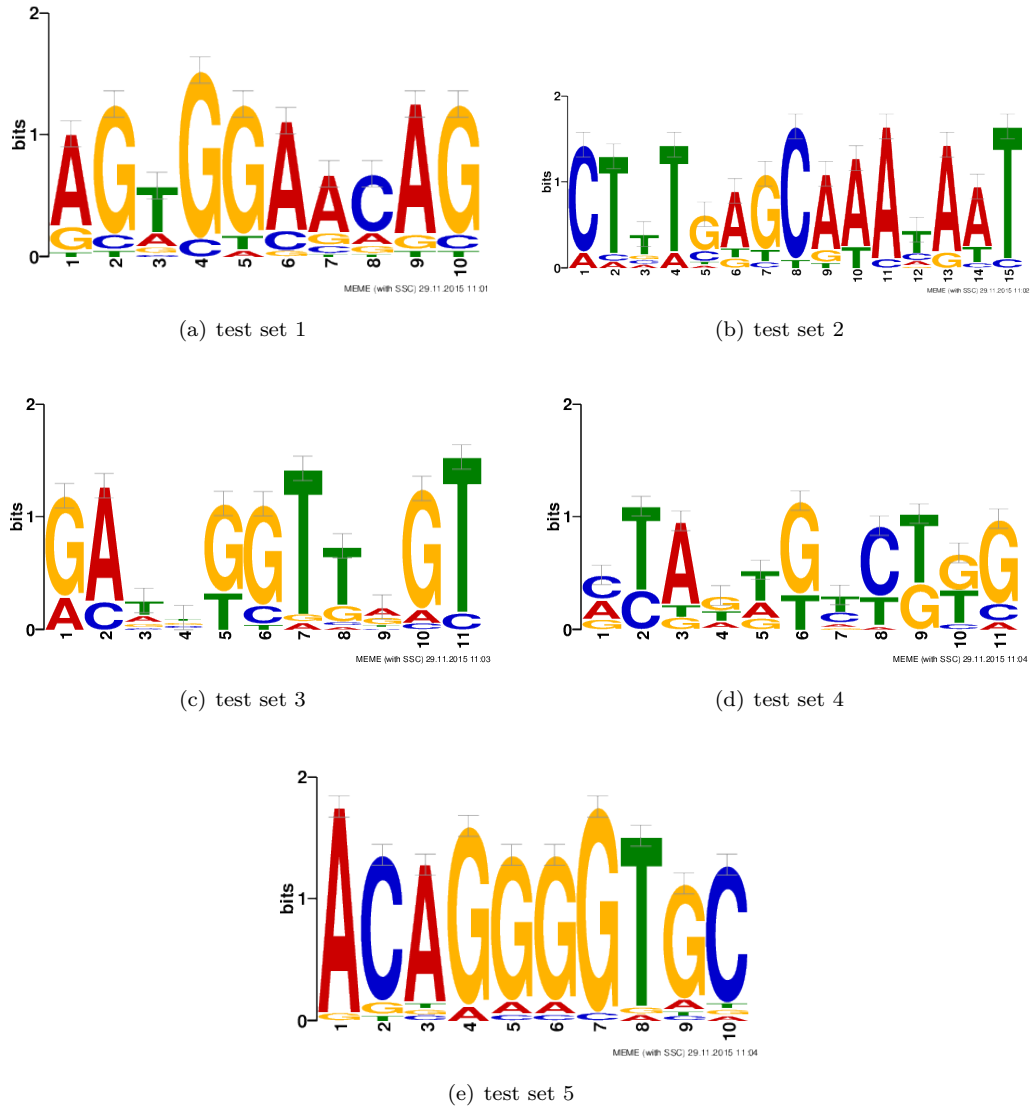 2
1
0
bits
AGTGGAACAG
1 2 3 4 5 6 7 8 9 10
MEME (with SSC) 29.11.2015 11:01
(a) test set 1
2
1
0
bits
CTTTGAGCAAATAAT
1 2 3 4 5 6 7 8 9 10 11 12 13 14 15
MEME (with SSC) 29.11.2015 11:02
(b) test set 2
2
1
0
bits
GATTGGTTAGT
1 2 3 4 5 6 7 8 9 10 11
MEME (with SSC) 29.11.2015 11:03
(c) test set 3
2
1
0
bits
CTAGTGTCTGG
1 2 3 4 5 6 7 8 9 10 11
MEME (with SSC) 29.11.2015 11:04
(d) test set 4
2
1
0
bits
ACAGGGGTGC
1 2 3 4 5 6 7 8 9 10
MEME (with SSC) 29.11.2015 11:04
(e) test set 5